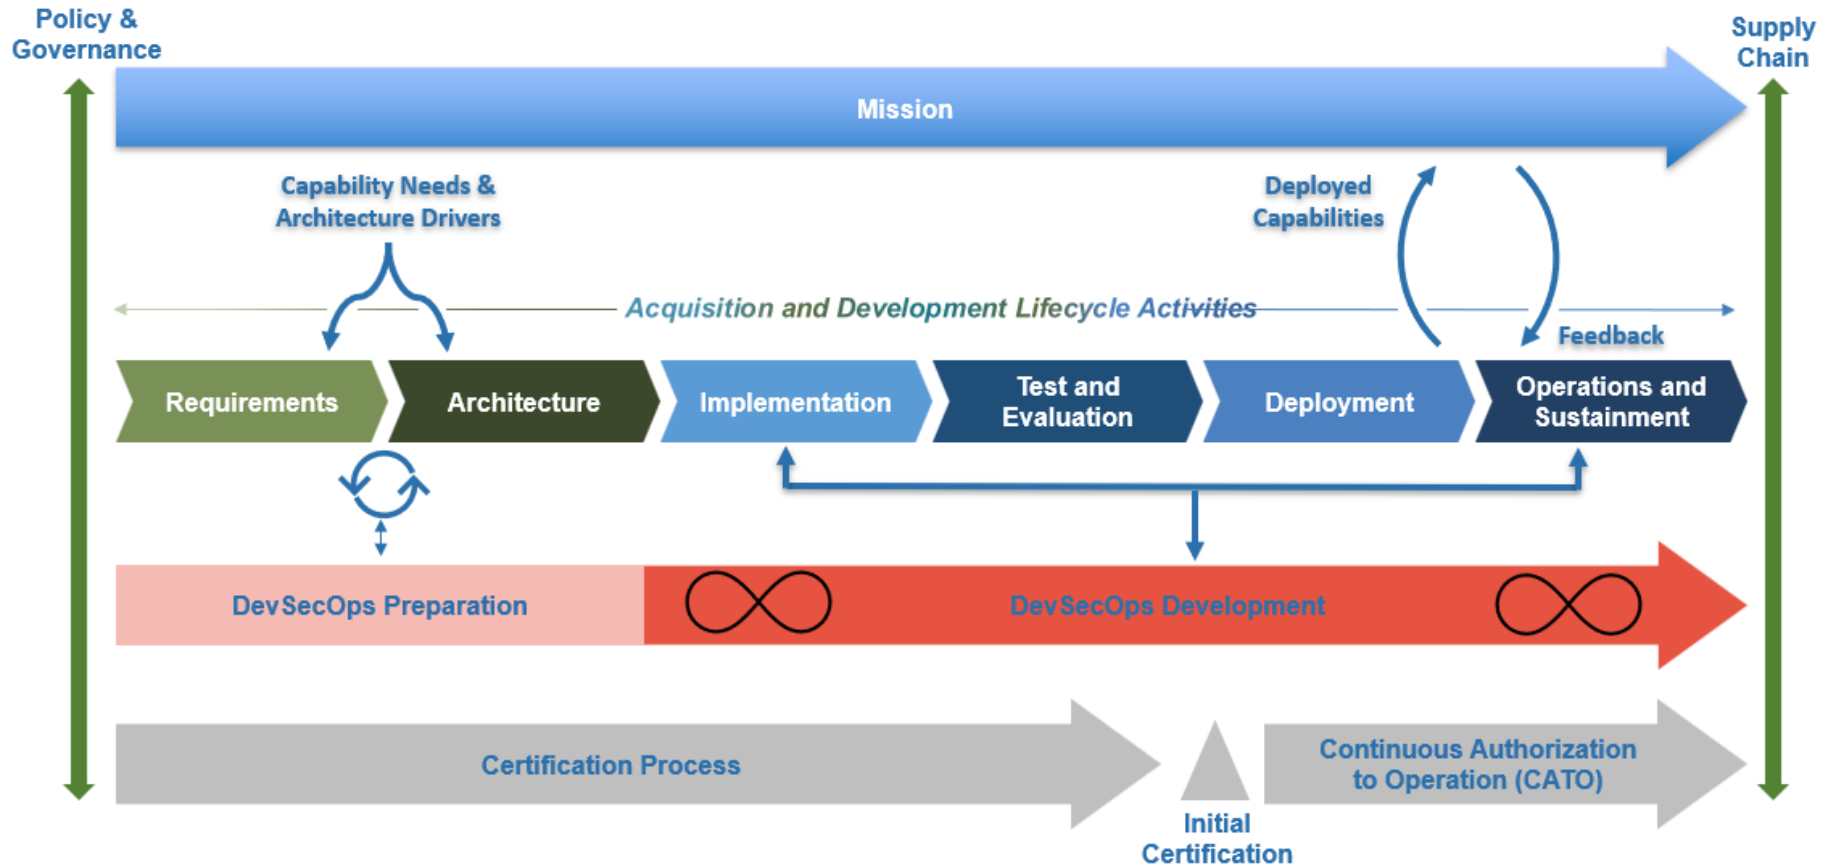 Policy &
Governance
Supply
Chain
Mission
Capability Needs &
Architecture Drivers
Deployed
Capabilities
Acquisition and Development Lifecycle Activities
Feedback
Requirements
Architecture
Implementation
Test and
Evaluation
Deployment
Operations and
Sustainment
DevSecOps Preparation
DevSecOps Development
Certification Process
Continuous Authorization
to Operation (CATO)
Initial
Certification